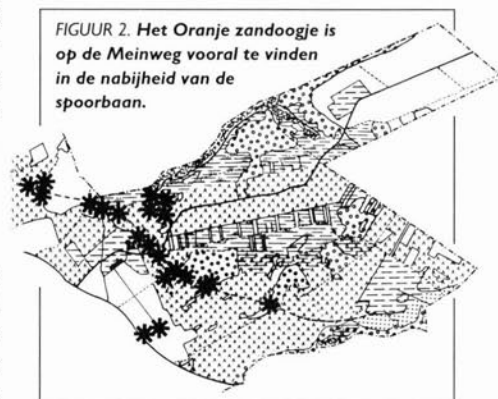 FIGUUR 2. Het Oranje zandoogje is
op de Meinweg vooral te vinden
in de nabijheid van de
spoorbaan.